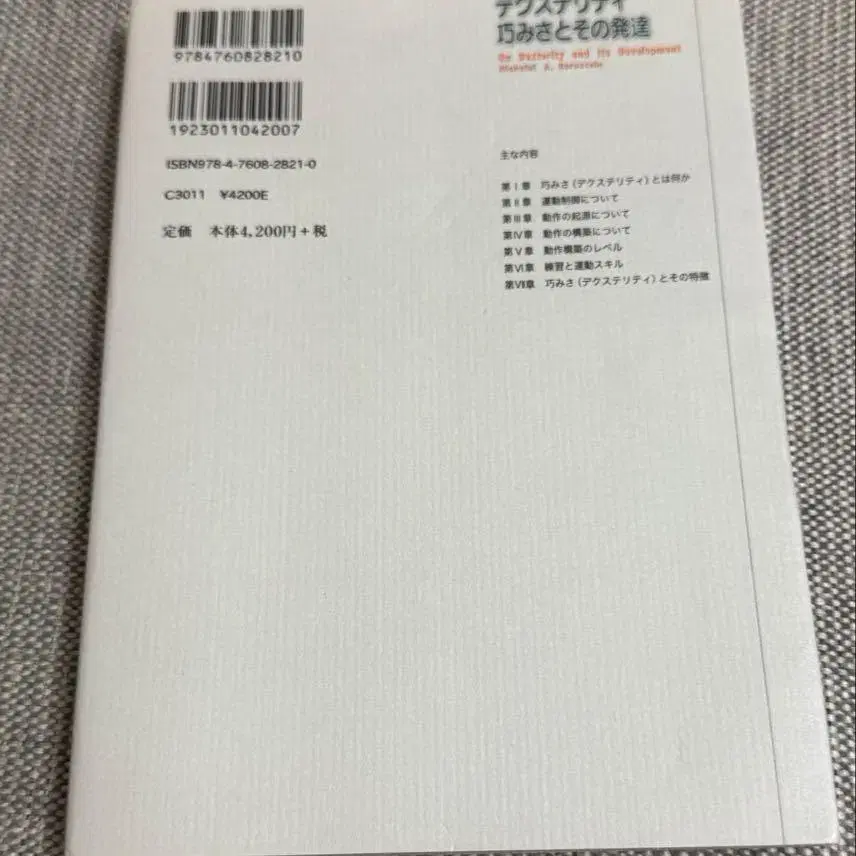 9784760828210
1923011042007
ISBN978-4-7608-2821-0
C3011 ¥4200E
定価 本体4,200円+税
デクステリティ
巧みさとその発達
On Dexterity and Its Development
Nicholai A. Bernstein
主な内容
第Ⅰ章 巧みさ(デクステリティ)とは何か
第Ⅱ章 運動制御について
第Ⅲ章 動作の起源について
第Ⅳ章 動作の構築について
第Ⅴ章 動作構築のレベル
第Ⅵ章 練習と運動スキル
第Ⅶ章 巧みさ(デクステリティ)とその特徴